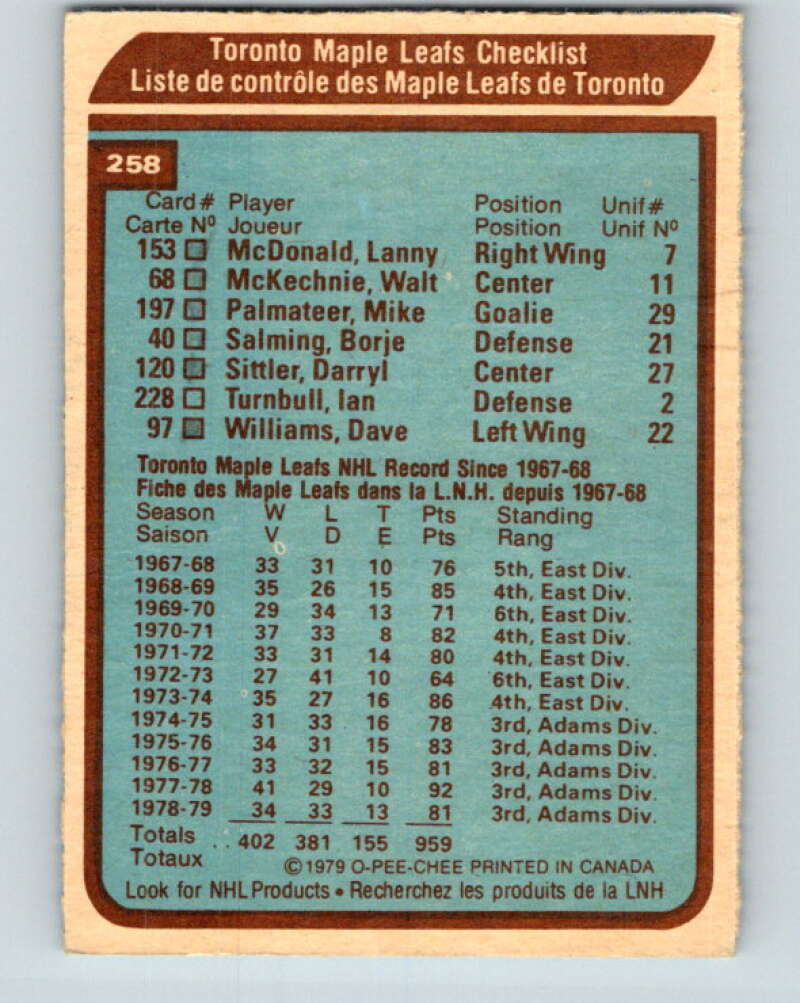 Toronto Maple Leafs Checklist
Liste de contrôle des Maple Leafs de Toronto
258
Card # Player Position Unif #
Carte Nº Joueur Position Unif Nº
153 McDonald, Lanny Right Wing 7
68 McKechnie, Walt Center 11
197 Palmateer, Mike Goalie 29
40 Salming, Borje Defense 21
120 Sittler, Darryl Center 27
228 Turnbull, Ian Defense 2
97 Williams, Dave Left Wing 22
Toronto Maple Leafs NHL Record Since 1967-68
Fiche des Maple Leafs dans la L.N.H. depuis 1967-68
Season W L T Pts Standing
Saison V D E Pts Rang
1967-68 33 31 10 76 5th, East Div.
1968-69 35 26 15 85 4th, East Div.
1969-70 29 34 13 71 6th, East Div.
1970-71 37 33 8 82 4th, East Div.
1971-72 33 31 14 80 4th, East Div.
1972-73 27 41 10 64 6th, East Div.
1973-74 35 27 16 86 4th, East Div.
1974-75 31 33 16 78 3rd, Adams Div.
1975-76 34 31 15 83 3rd, Adams Div.
1976-77 33 32 15 81 3rd, Adams Div.
1977-78 41 29 10 92 3rd, Adams Div.
1978-79 34 33 13 81 3rd, Adams Div.
Totals .. 402 381 155 959
Totaux
© 1979 O-PEE-CHEE PRINTED IN CANADA
Look for NHL Products • Recherchez les produits de la LNH